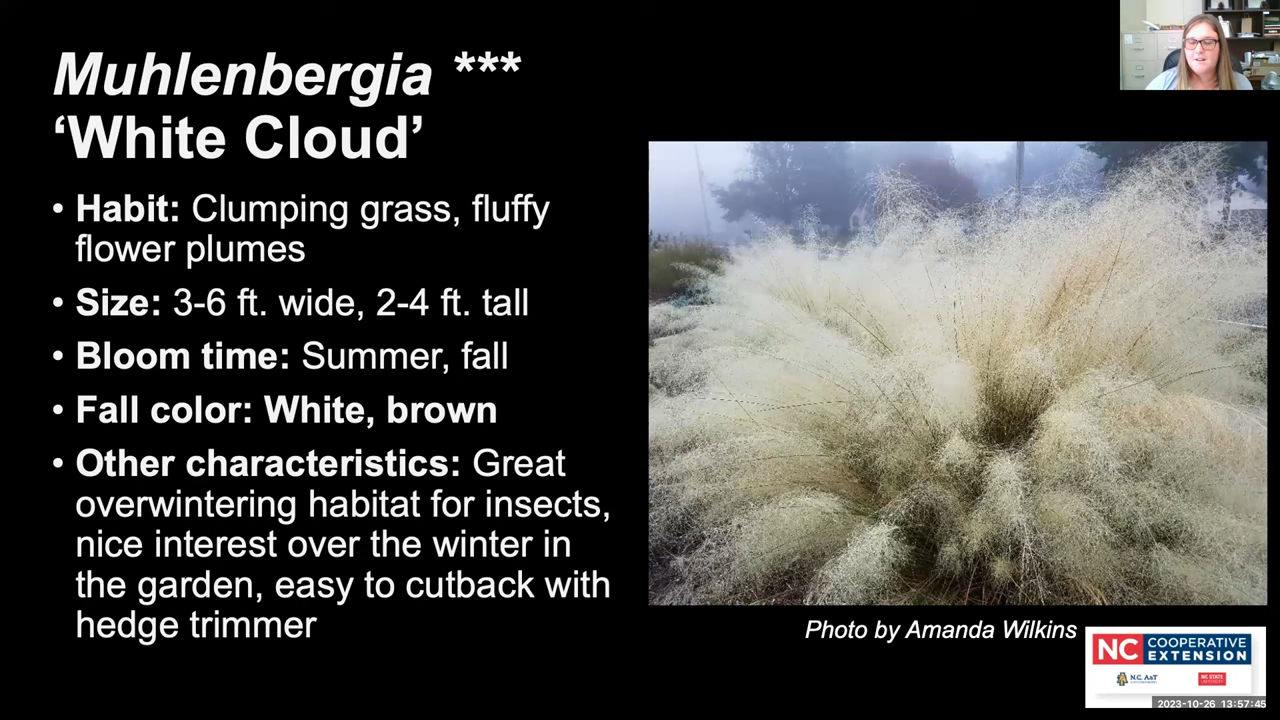 Muhlenbergia ***
‘White Cloud’
• Habit: Clumping grass, fluffy
flower plumes
• Size: 3-6 ft. wide, 2-4 ft. tall
• Bloom time: Summer, fall
• Fall color: White, brown
• Other characteristics: Great
overwintering habitat for insects,
nice interest over the winter in
the garden, easy to cutback with
hedge trimmer
Photo by Amanda Wilkins
NC COOPERATIVE
EXTENSION
N.C. A&T
NC STATE
2023-10-26 13:57:45